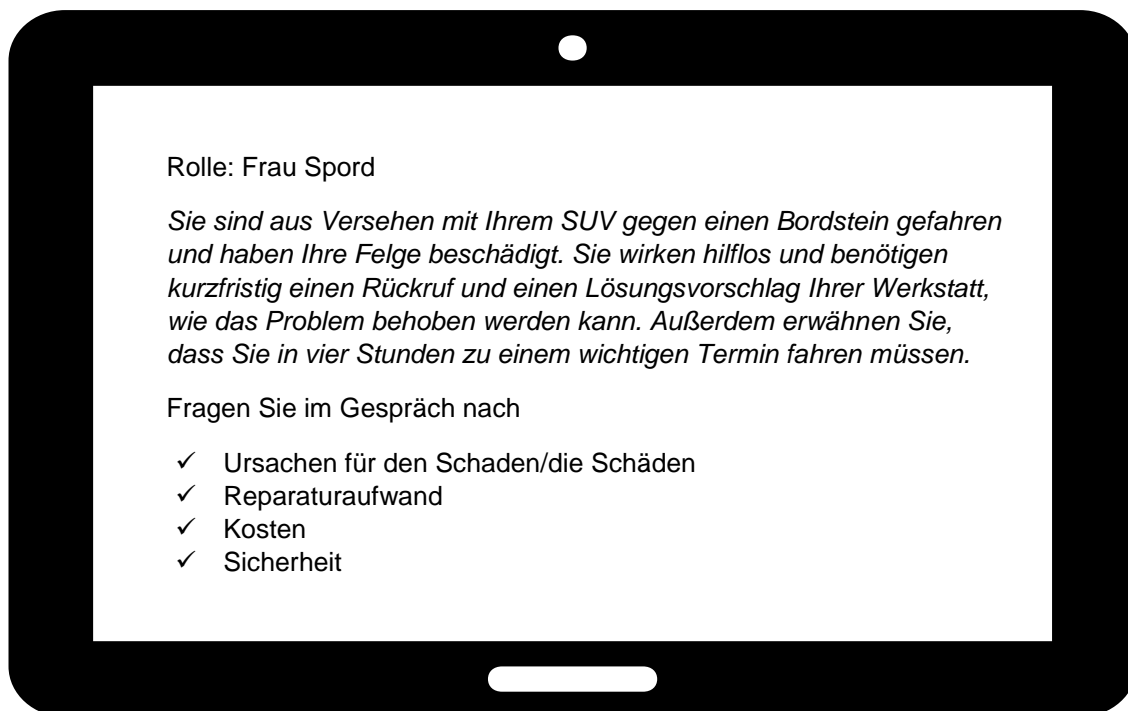 Rolle: Frau Spord
Sie sind aus Versehen mit Ihrem SUV gegen einen Bordstein gefahren
und haben Ihre Felge beschädigt. Sie wirken hilflos und benötigen
kurzfristig einen Rückruf und einen Lösungsvorschlag Ihrer Werkstatt,
wie das Problem behoben werden kann. Außerdem erwähnen Sie,
dass Sie in vier Stunden zu einem wichtigen Termin fahren müssen.
Fragen Sie im Gespräch nach
✓ Ursachen für den Schaden/die Schäden
✓ Reparaturaufwand
✓ Kosten
✓ Sicherheit